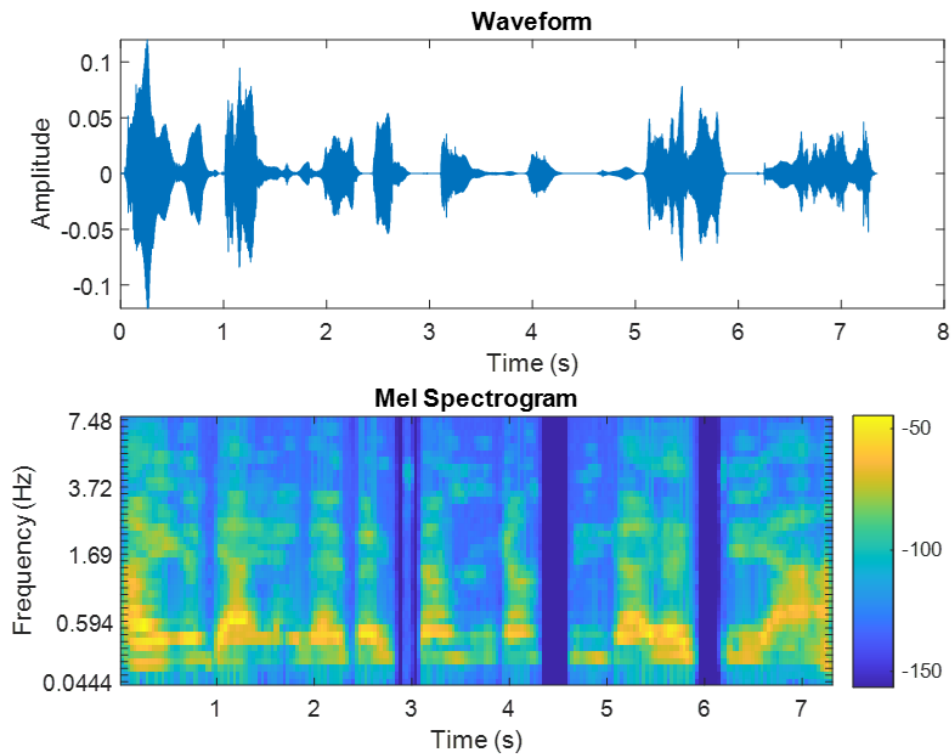 Waveform
0.1
0.05
0
-0.05
-0.1
Amplitude
0 1 2 3 4 5 6 7 8
Time (s)
Mel Spectrogram
7.48
3.72
1.69
0.594
0.0444
Frequency (Hz)
1 2 3 4 5 6 7
Time (s)
-50
-100
-150